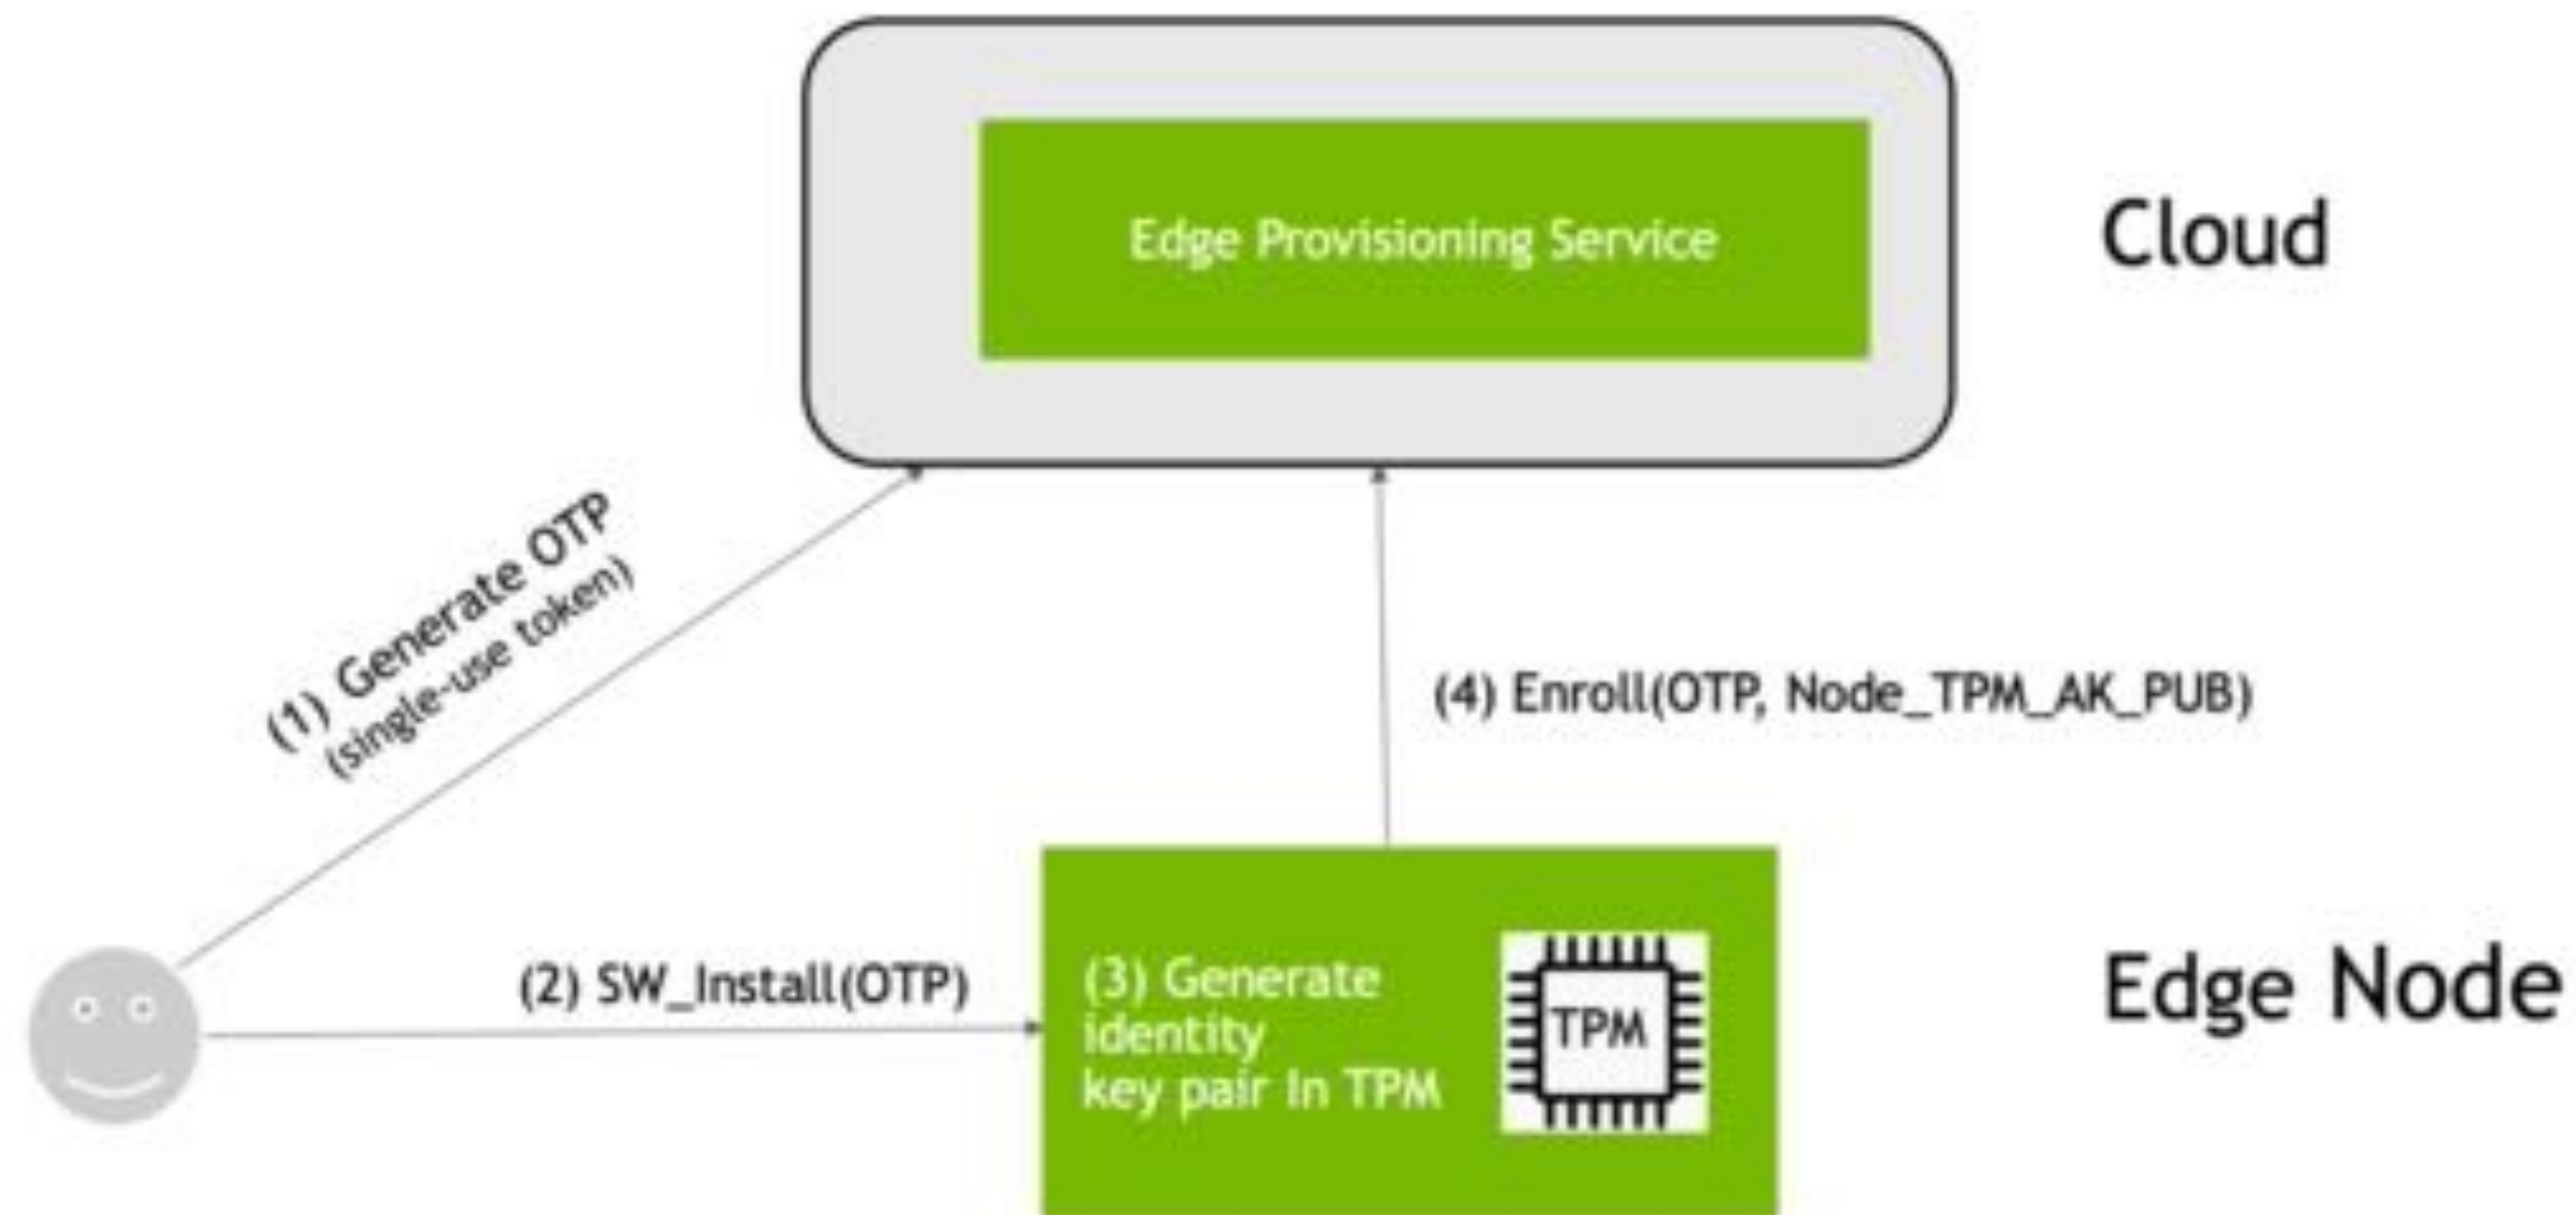 Edge Provisioning Service
Cloud
(1) Generate OTP
(single-use token)
(4) Enroll(OTP, Node_TPM_AK_PUB)
(2) SW_Install(OTP)
(3) Generate
identity
key pair in TPM
TPM
Edge Node